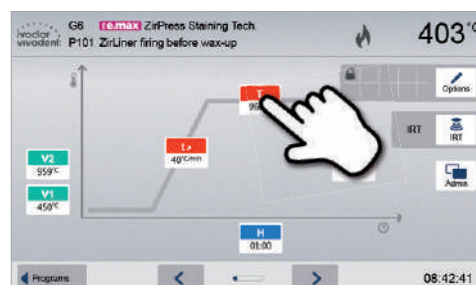 ivoclar vivadent:
G6 IPS e.max ZirPress Staining Tech.
P101 ZirLiner firing before wax-up
403°C
T
Options
t↗
40°C/min
IRT
IRT
V2
959°C
V1
450°C
Admin
H
01:00
Programs
<
>
08:42:41